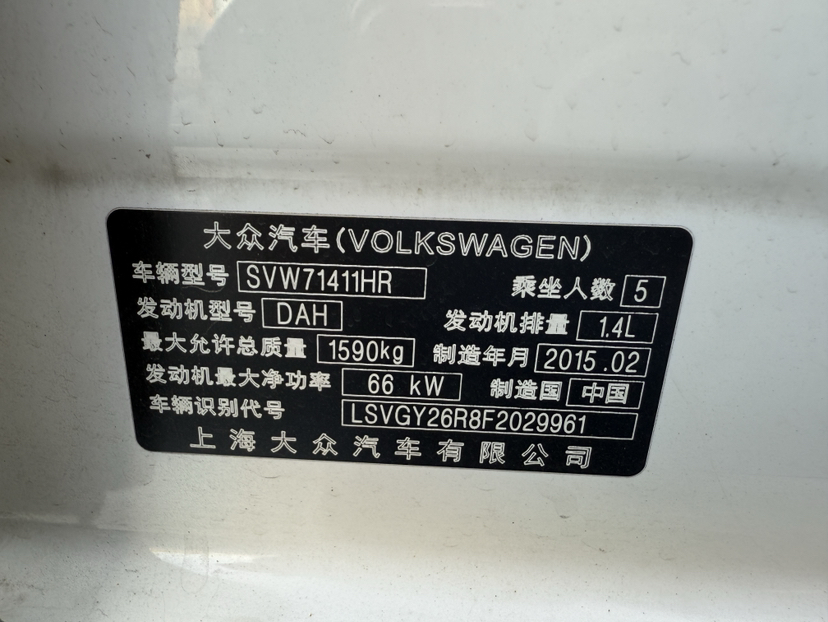 大众汽车(VOLKSWAGEN)
车辆型号 SVW71411HR 乘坐人数 5
发动机型号 DAH 发动机排量 1.4L
最大允许总质量 1590kg 制造年月 2015.02
发动机最大净功率 66 kW 制造国 中国
车辆识别代号 LSVGY26R8F2029961
上海大众汽车有限公司